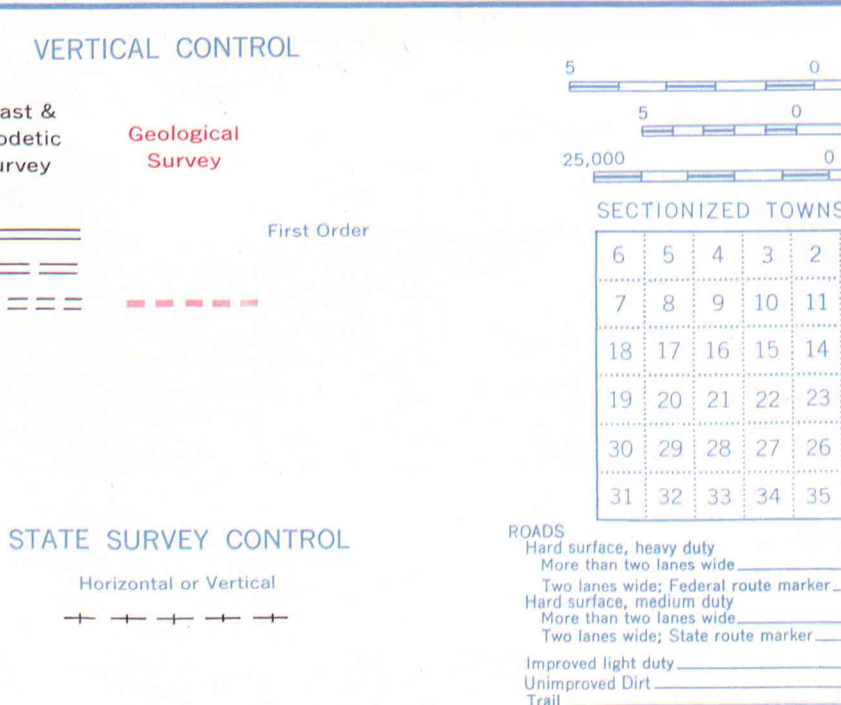 VERTICAL CONTROL
ast &
odetic
urvey
Geological
Survey
First Order
STATE SURVEY CONTROL
Horizontal or Vertical
5 0
5 0
25,000 0
SECTIONIZED TOWNS
6 5 4 3 2
7 8 9 10 11
18 17 16 15 14
19 20 21 22 23
30 29 28 27 26
31 32 33 34 35
ROADS
Hard surface, heavy duty
More than two lanes wide
Two lanes wide; Federal route marker
Hard surface, medium duty
More than two lanes wide
Two lanes wide; State route marker
Improved light duty
Unimproved Dirt
Trail